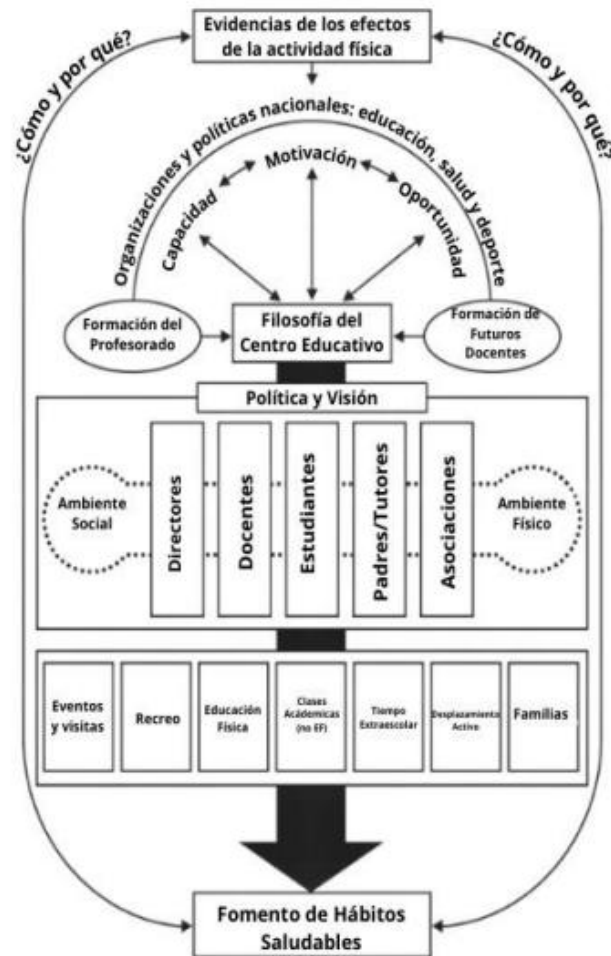 Evidencias de los efectos
de la actividad física
¿Cómo y por qué?
¿Cómo y por qué?
Organizaciones y políticas nacionales: educación, salud y deporte
Motivación
Capacidad
Oportunidad
Formación del
Profesorado
Filosofía del
Centro Educativo
Formación de
Futuros
Docentes
Política y Visión
Ambiente
Social
Directores
Docentes
Estudiantes
Padres/Tutores
Asociaciones
Ambiente
Físico
Eventos
y visitas
Recreo
Educación
Física
Clases
Acádemicas
(no EF)
Tiempo
Extraescolar
Desplazamiento
Activo
Familias
Fomento de Hábitos
Saludables